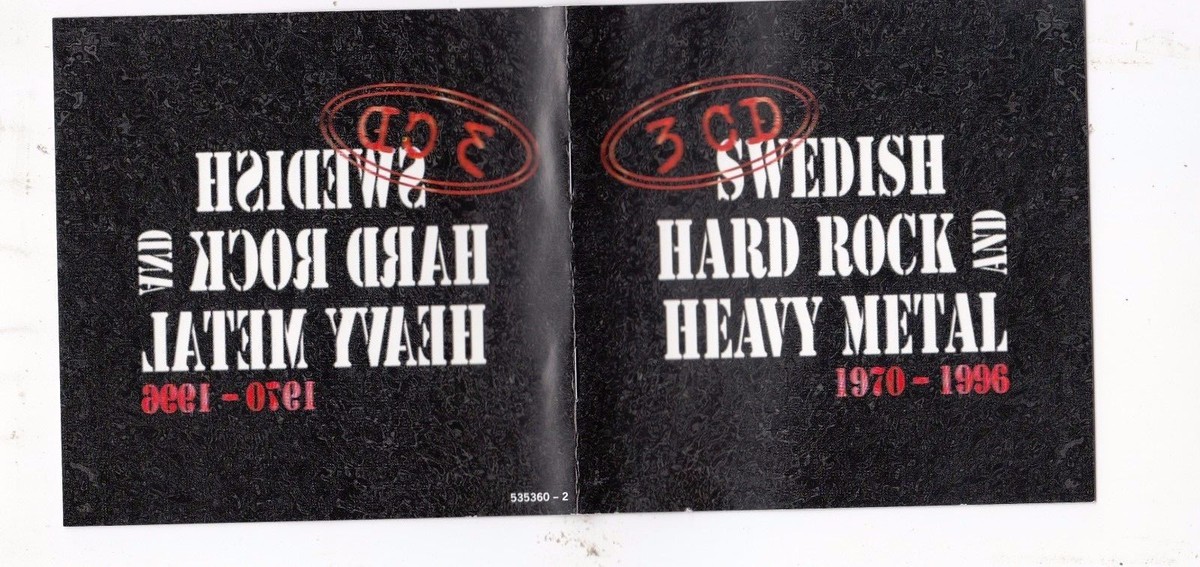 3 CD
SWEDISH
HARD ROCK AND
HEAVY METAL
1970 - 1996
535360 - 2
3 CD
SWEDISH
HARD ROCK AND
HEAVY METAL
1970 - 1996